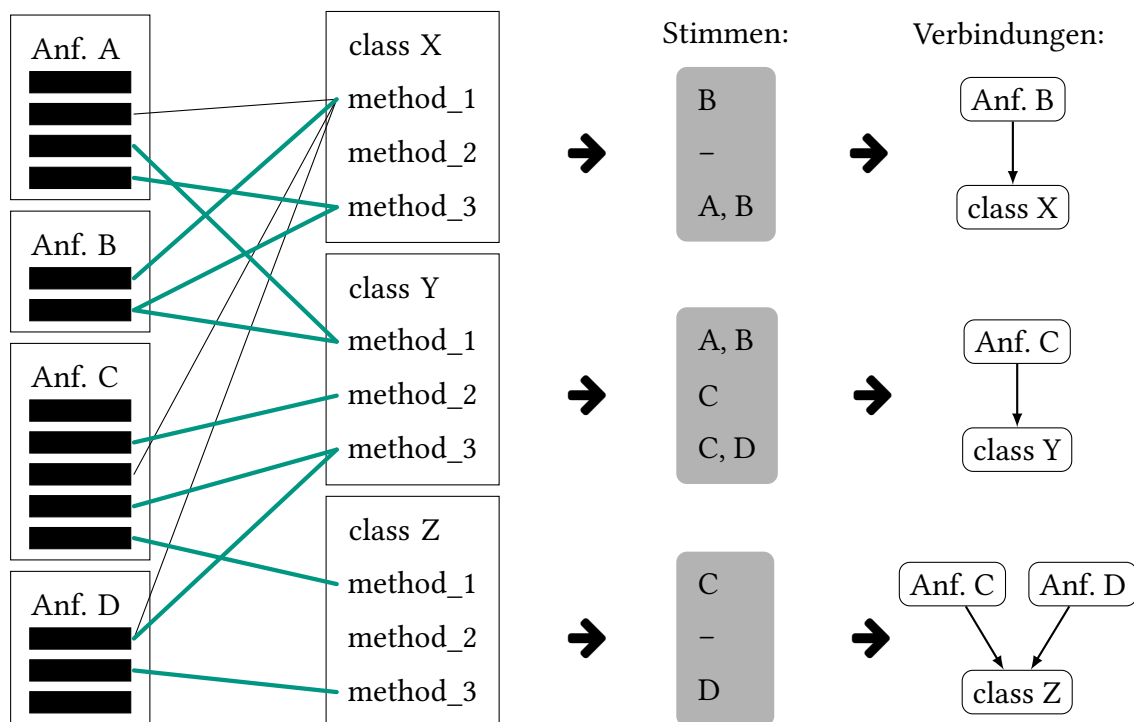 Anf. A
Anf. B
Anf. C
Anf. D
class X
method_1
method_2
method_3
class Y
method_1
method_2
method_3
class Z
method_1
method_2
method_3
Stimmen:
B
–
A, B
A, B
C
C, D
C
–
D
Verbindungen:
Anf. B
class X
Anf. C
class Y
Anf. C Anf. D
class Z